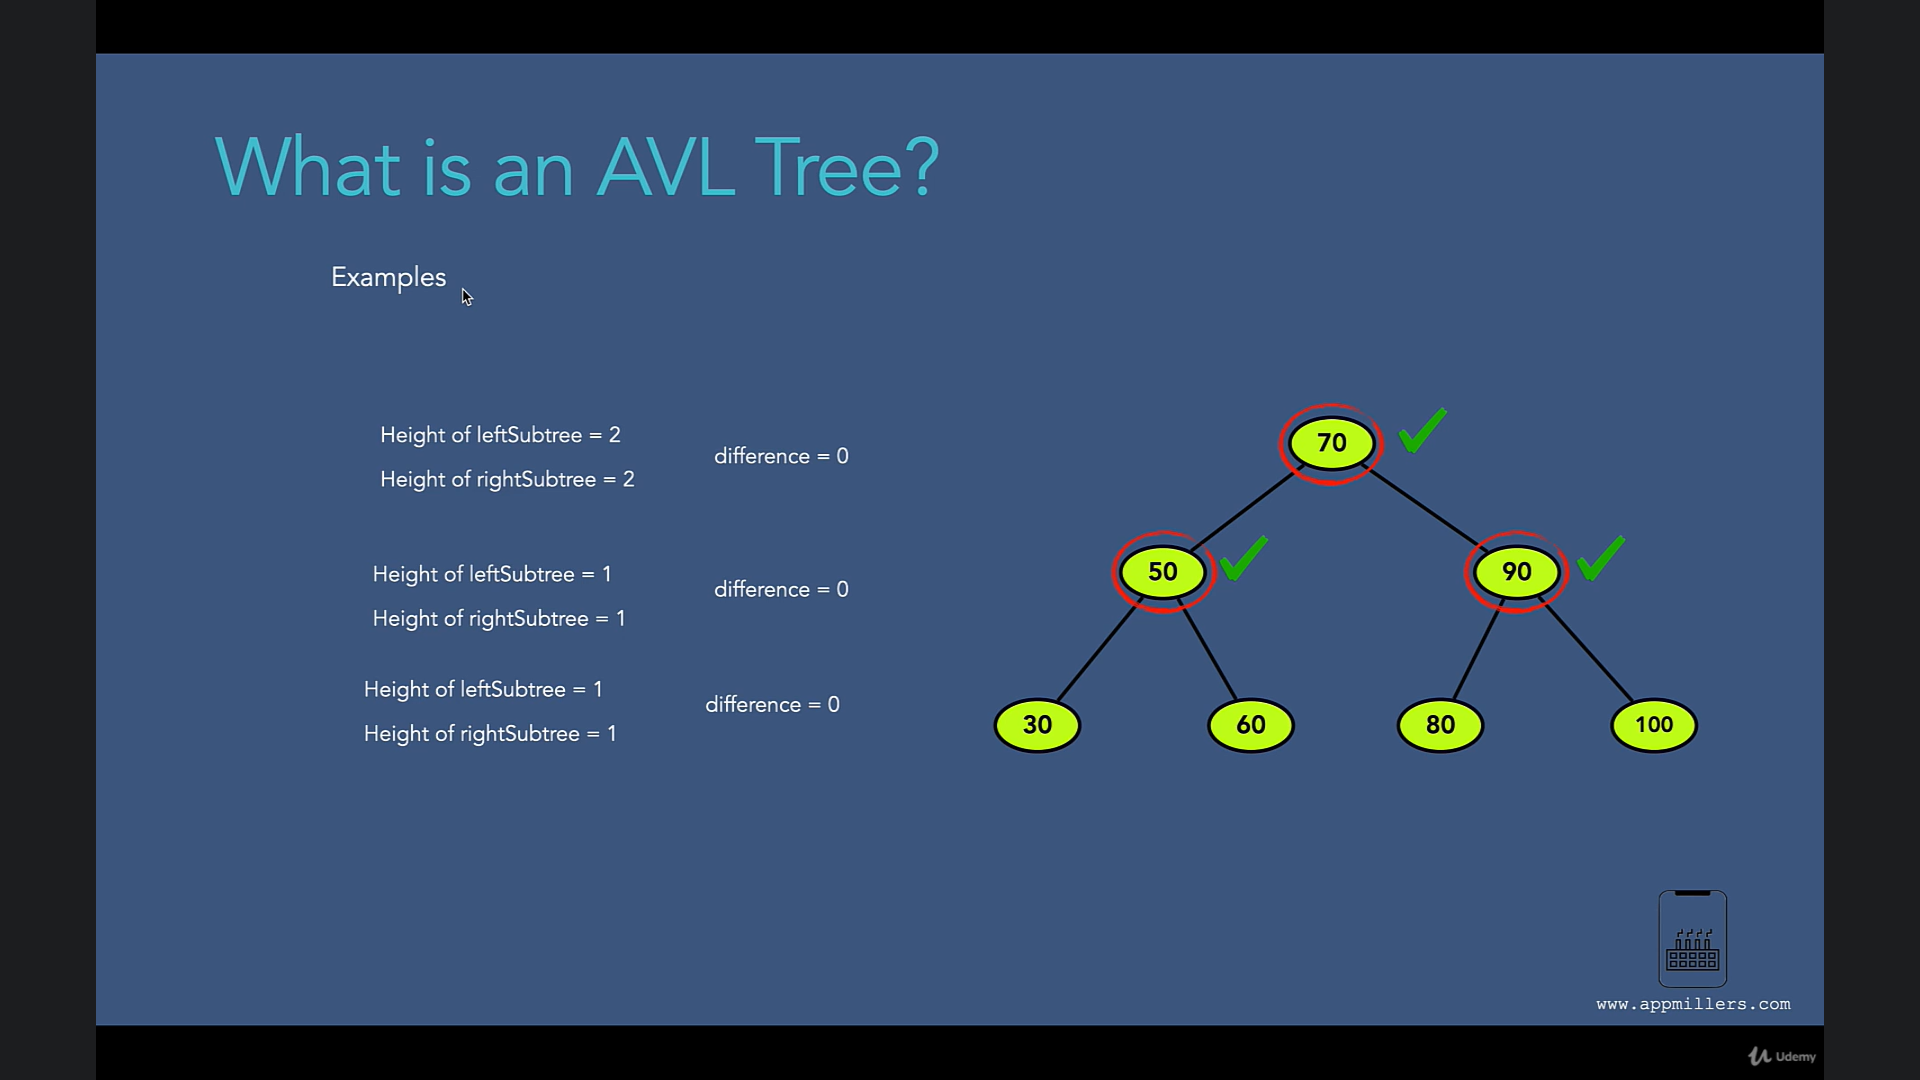 What is an AVL Tree?
Examples
Height of leftSubtree = 2
Height of rightSubtree = 2
difference = 0
Height of leftSubtree = 1
Height of rightSubtree = 1
difference = 0
Height of leftSubtree = 1
Height of rightSubtree = 1
difference = 0
70
50
90
30
60
80
100
www.appmillers.com
Udemy